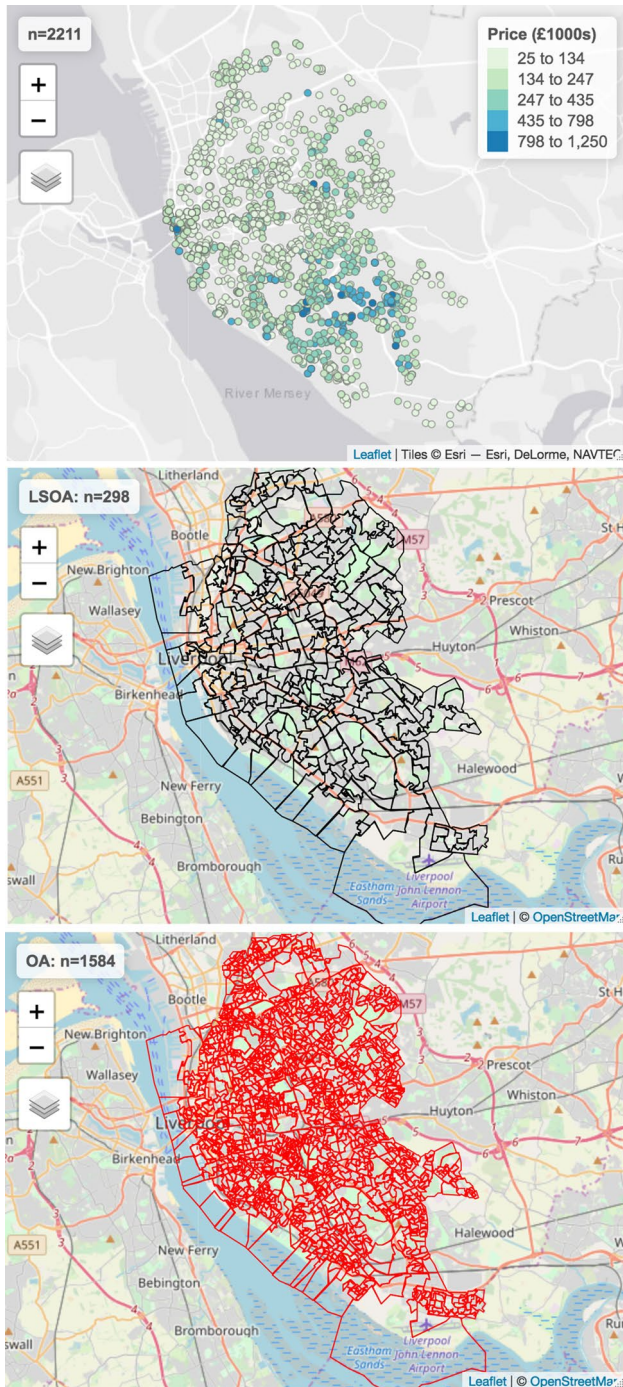 n=2211
Price (£1000s)
25 to 134
134 to 247
247 to 435
435 to 798
798 to 1,250
+
−
River Mersey
Leaflet | Tiles © Esri — Esri, DeLorme, NAVTEQ
LSOA: n=298
Litherland
+
−
Bootle
M57
St H
New Brighton
Wallasey
Prescot
Whiston
Huyton
Liverpool
Birkenhead
A551
Halewood
New Ferry
Bebington
Bromborough
Eastham
Sands
Liverpool
John Lennon
Airport
Ru
swall
Leaflet | © OpenStreetMap
OA: n=1584
Litherland
+
−
Bootle
M57
St H
New Brighton
Wallasey
Prescot
Whiston
Huyton
Liverpool
Birkenhead
A551
Halewood
New Ferry
Bebington
Bromborough
Eastham
Sands
Liverpool
John Lennon
Airport
Ru
swall
Leaflet | © OpenStreetMap